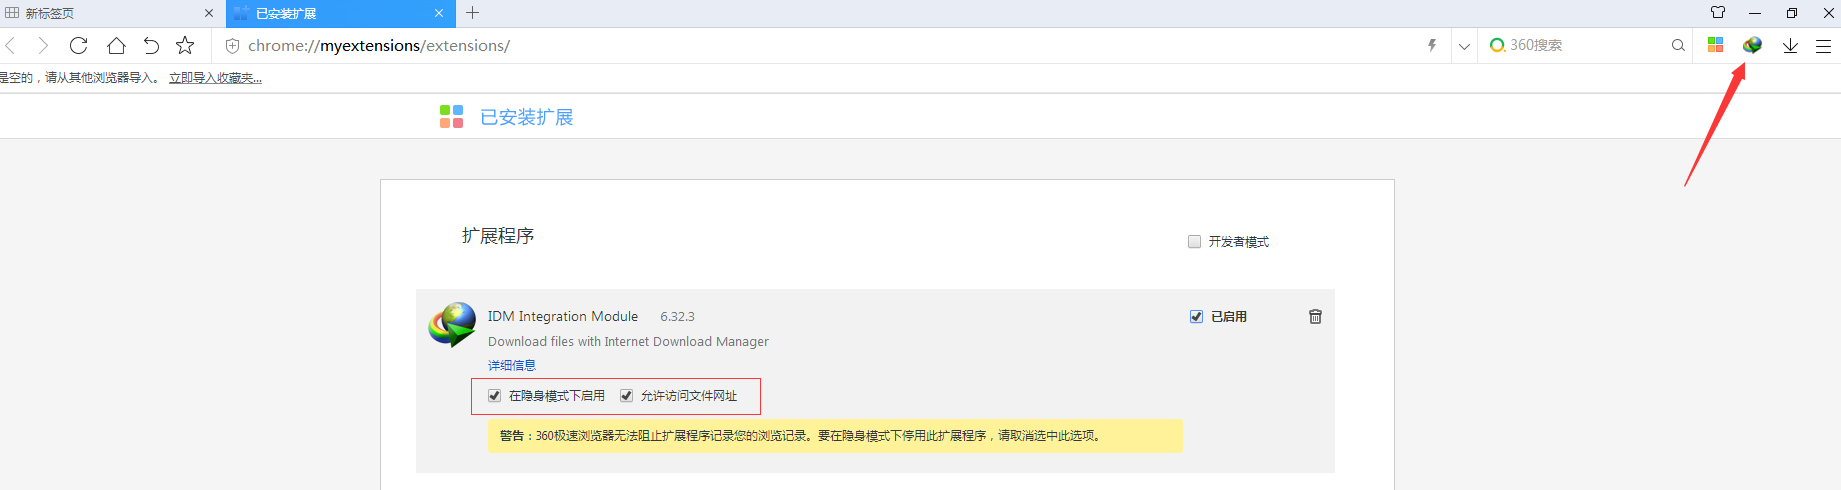 新标签页
已安装扩展
chrome://myextensions/extensions/
360搜索
是空的，请从其他浏览器导入。 立即导入收藏夹...
已安装扩展
扩展程序
开发者模式
IDM Integration Module 6.32.3
已启用
Download files with Internet Download Manager
详细信息
在隐身模式下启用 允许访问文件网址
警告：360极速浏览器无法阻止扩展程序记录您的浏览记录。要在隐身模式下停用此扩展程序，请取消选中此选项。